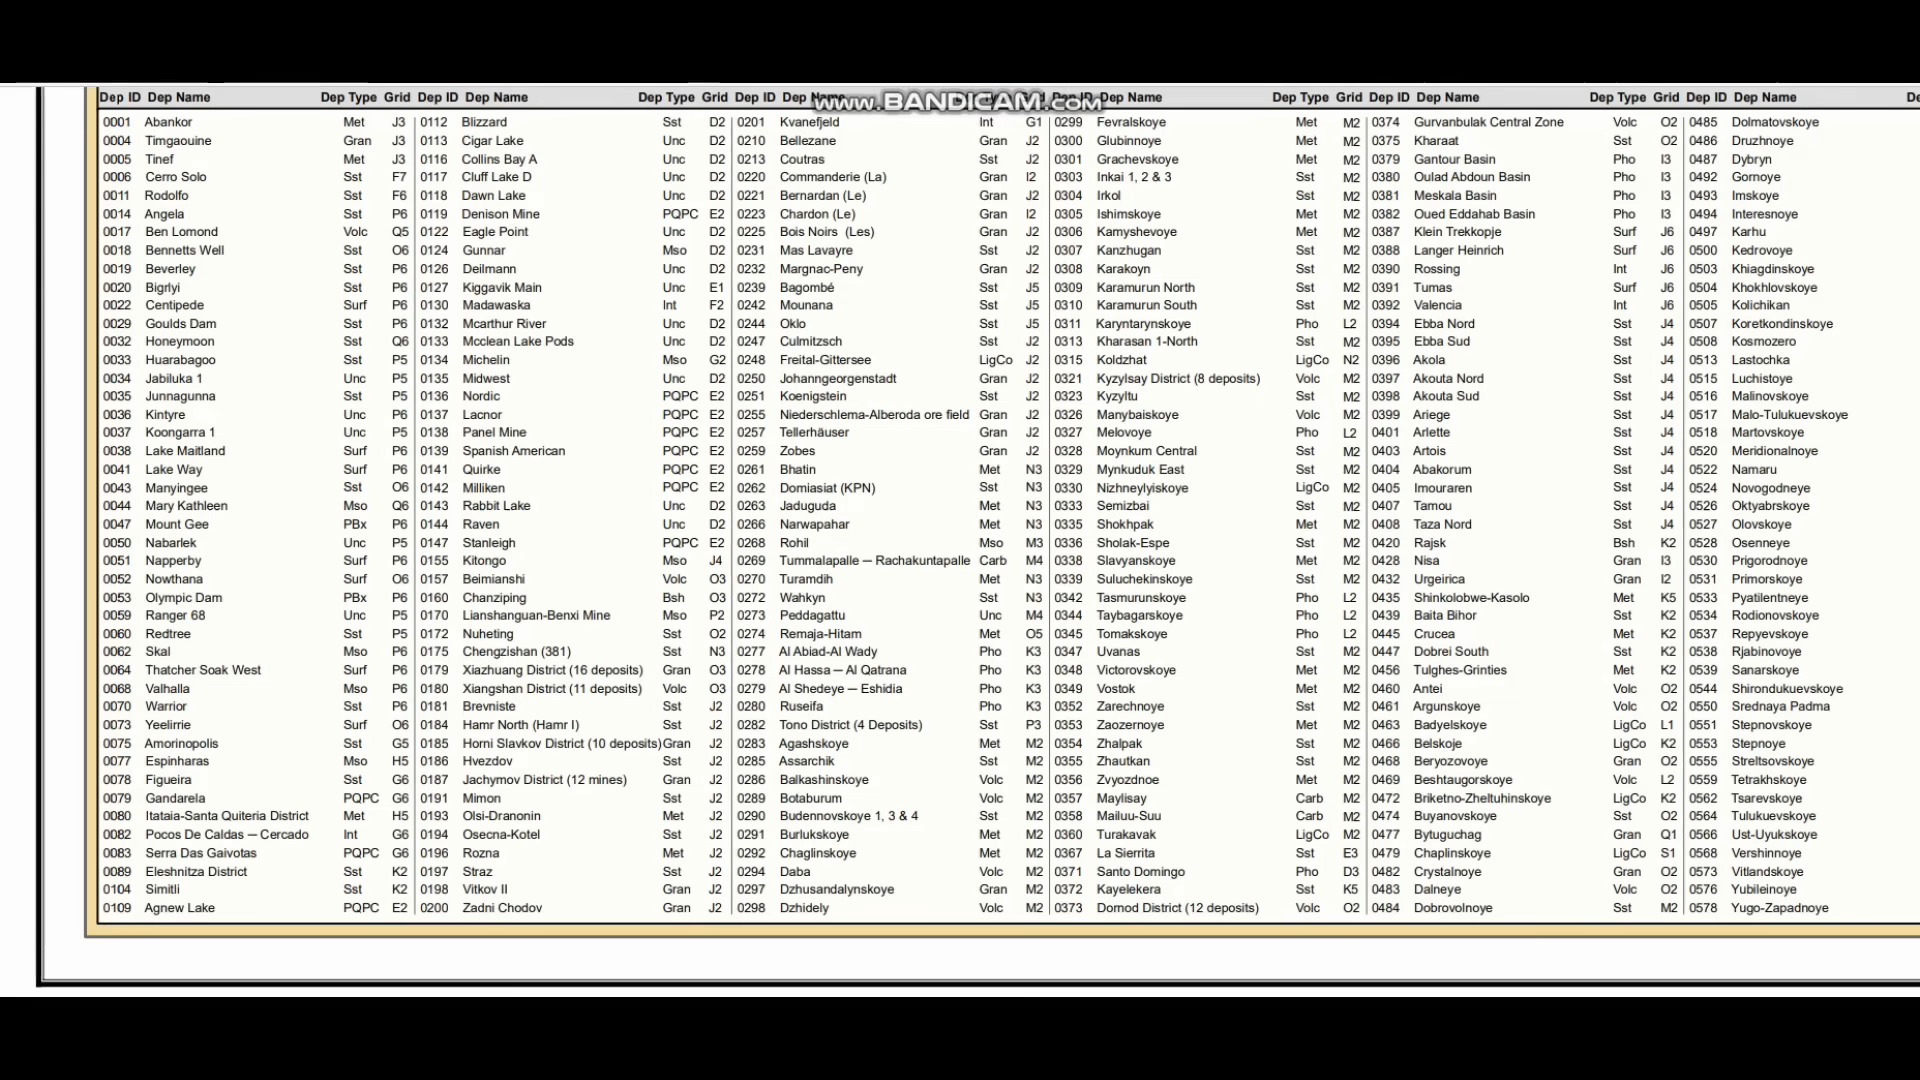 Dep ID Dep Name Dep Type Grid Dep ID Dep Name Dep Type Grid Dep ID Dep Name Dep ID Dep Name Dep Type Grid Dep ID Dep Name Dep Type Grid Dep ID Dep Name
www.BANDICAM.com
0001 Abankor Met J3 0112 Blizzard Sst D2 0201 Kvanefjeld Int G1 0299 Fevralskoye Met M2 0374 Gurvanbulak Central Zone Volc O2 0485 Dolmatovskoye
0004 Timgaouine Gran J3 0113 Cigar Lake Unc D2 0210 Bellezane Gran J2 0300 Glubinnoye Met M2 0375 Kharaat Sst O2 0486 Druzhnoye
0005 Tinef Met J3 0116 Collins Bay A Unc D2 0213 Coutras Sst J2 0301 Grachevskoye Met M2 0379 Gantour Basin Pho I3 0487 Dybryn
0006 Cerro Solo Sst F7 0117 Cluff Lake D Unc D2 0220 Commanderie (La) Gran I2 0303 Inkai 1, 2 & 3 Sst M2 0380 Oulad Abdoun Basin Pho I3 0492 Gornoye
0011 Rodolfo Sst F6 0118 Dawn Lake Unc D2 0221 Bernardan (Le) Gran J2 0304 Irkol Sst M2 0381 Meskala Basin Pho I3 0493 Imskoye
0014 Angela Sst P6 0119 Denison Mine PQPC E2 0223 Chardon (Le) Gran I2 0305 Ishimskoye Met M2 0382 Oued Eddahab Basin Pho I3 0494 Interesnoye
0017 Ben Lomond Volc Q5 0122 Eagle Point Unc D2 0225 Bois Noirs (Les) Gran J2 0306 Kamyshevoye Met M2 0387 Klein Trekkopje Surf J6 0497 Karhu
0018 Bennetts Well Sst O6 0124 Gunnar Mso D2 0231 Mas Lavayre Sst J2 0307 Kanzhugan Sst M2 0388 Langer Heinrich Surf J6 0500 Kedrovoye
0019 Beverley Sst P6 0126 Deilmann Unc D2 0232 Margnac-Peny Gran J2 0308 Karakoyn Sst M2 0390 Rossing Int J6 0503 Khiagdinskoye
0020 Bigrlyi Sst P6 0127 Kiggavik Main Unc E1 0239 Bagombé Sst J5 0309 Karamurun North Sst M2 0391 Tumas Surf J6 0504 Khokhlovskoye
0022 Centipede Surf P6 0130 Madawaska Int F2 0242 Mounana Sst J5 0310 Karamurun South Sst M2 0392 Valencia Int J6 0505 Kolichikan
0029 Goulds Dam Sst P6 0132 Mcarthur River Unc D2 0244 Oklo Sst J5 0311 Karyntarynskoye Pho L2 0394 Ebba Nord Sst J4 0507 Koretkondinskoye
0032 Honeymoon Sst Q6 0133 Mcclean Lake Pods Unc D2 0247 Culmitzsch Sst J2 0313 Kharasan 1-North Sst M2 0395 Ebba Sud Sst J4 0508 Kosmozero
0033 Huarabagoo Sst P5 0134 Michelin Mso G2 0248 Freital-Gittersee LigCo J2 0315 Koldzhat LigCo N2 0396 Akola Sst J4 0513 Lastochka
0034 Jabiluka 1 Unc P5 0135 Midwest Unc D2 0250 Johanngeorgenstadt Gran J2 0321 Kyzylsay District (8 deposits) Volc M2 0397 Akouta Nord Sst J4 0515 Luchistoye
0035 Junnagunna Sst P5 0136 Nordic PQPC E2 0251 Koenigstein Sst J2 0323 Kyzyltu Sst M2 0398 Akouta Sud Sst J4 0516 Malinovskoye
0036 Kintyre Unc P6 0137 Lacnor PQPC E2 0255 Niederschlema-Alberoda ore field Gran J2 0326 Manybaiskoye Volc M2 0399 Ariege Sst J4 0517 Malo-Tulukuevskoye
0037 Koongarra 1 Unc P5 0138 Panel Mine PQPC E2 0257 Tellerhäuser Gran J2 0327 Melovoye Pho L2 0401 Arlette Sst J4 0518 Martovskoye
0038 Lake Maitland Surf P6 0139 Spanish American PQPC E2 0259 Zobes Gran J2 0328 Moynkum Central Sst M2 0403 Artois Sst J4 0520 Meridionalnoye
0041 Lake Way Surf P6 0141 Quirke PQPC E2 0261 Bhatin Met N3 0329 Mynkuduk East Sst M2 0404 Abakorum Sst J4 0522 Namaru
0043 Manyingee Sst O6 0142 Milliken PQPC E2 0262 Domiasiat (KPN) Sst N3 0330 Nizhneylyiskoye LigCo M2 0405 Imouraren Sst J4 0524 Novogodneye
0044 Mary Kathleen Mso Q6 0143 Rabbit Lake Unc D2 0263 Jaduguda Met N3 0333 Semizbai Sst M2 0407 Tamou Sst J4 0526 Oktyabrskoye
0047 Mount Gee PBx P6 0144 Raven Unc D2 0266 Narwapahar Met N3 0335 Shokhpak Met M2 0408 Taza Nord Sst J4 0527 Olovskoye
0050 Nabarlek Unc P5 0147 Stanleigh PQPC E2 0268 Rohil Mso M3 0336 Sholak-Espe Sst M2 0420 Rajsk Bsh K2 0528 Osenneye
0051 Napperby Surf P6 0155 Kitongo Mso J4 0269 Tummalapalle – Rachakuntapalle Carb M4 0338 Slavyanskoye Met M2 0428 Nisa Gran I3 0530 Prigorodnoye
0052 Nowthana Surf O6 0157 Beimianshi Volc O3 0270 Turamdih Met N3 0339 Suluchekinskoye Sst M2 0432 Urgeirica Gran I2 0531 Primorskoye
0053 Olympic Dam PBx P6 0160 Chanziping Bsh O3 0272 Wahkyn Sst N3 0342 Tasmurunskoye Pho L2 0435 Shinkolobwe-Kasolo Met K5 0533 Pyatilentneye
0059 Ranger 68 Unc P5 0170 Lianshanguan-Benxi Mine Mso P2 0273 Peddagattu Unc M4 0344 Taybagarskoye Pho L2 0439 Baita Bihor Sst K2 0534 Rodionovskoye
0060 Redtree Sst P5 0172 Nuheting Sst O2 0274 Remaja-Hitam Met O5 0345 Tomakskoye Pho L2 0445 Crucea Met K2 0537 Repyevskoye
0062 Skal Mso P6 0175 Chengzishan (381) Sst N3 0277 Al Abiad-Al Wady Pho K3 0347 Uvanas Sst M2 0447 Dobrei South Sst K2 0538 Rjabinovoye
0064 Thatcher Soak West Surf P6 0179 Xiazhuang District (16 deposits) Gran O3 0278 Al Hassa – Al Qatrana Pho K3 0348 Victorovskoye Met M2 0456 Tulghes-Grinties Met K2 0539 Sanarskoye
0068 Valhalla Mso P6 0180 Xiangshan District (11 deposits) Volc O3 0279 Al Shedeye – Eshidia Pho K3 0349 Vostok Met M2 0460 Antei Volc O2 0544 Shirondukuevskoye
0070 Warrior Sst P6 0181 Brevniste Sst J2 0280 Ruseifa Pho K3 0352 Zarechnoye Sst M2 0461 Argunskoye Volc O2 0550 Srednaya Padma
0073 Yeelirrie Surf O6 0184 Hamr North (Hamr I) Sst J2 0282 Tono District (4 Deposits) Sst P3 0353 Zaozernoye Met M2 0463 Badyelskoye LigCo L1 0551 Stepnovskoye
0075 Amorinopolis Sst G5 0185 Horni Slavkov District (10 deposits) Gran J2 0283 Agashskoye Met M2 0354 Zhalpak Sst M2 0466 Belskoje LigCo K2 0553 Stepnoye
0077 Espinharas Mso H5 0186 Hvezdov Sst J2 0285 Assarchik Sst M2 0355 Zhautkan Sst M2 0468 Beryozovoye Gran O2 0555 Streltsovskoye
0078 Figueira Sst G6 0187 Jachymov District (12 mines) Gran J2 0286 Balkashinskoye Volc M2 0356 Zvyozdnoe Met M2 0469 Beshtaugorskoye Volc L2 0559 Tetrakhskoye
0079 Gandarela PQPC G6 0191 Mimon Sst J2 0289 Botaburum Volc M2 0357 Maylisay Carb M2 0472 Briketno-Zheltuhinskoye LigCo K2 0562 Tsarevskoye
0080 Itataia-Santa Quiteria District Met H5 0193 Olsi-Dranonin Met J2 0290 Budennovskoye 1, 3 & 4 Sst M2 0358 Mailuu-Suu Carb M2 0474 Buyanovskoye Sst O2 0564 Tulukuevskoye
0082 Pocos De Caldas – Cercado Int G6 0194 Osecna-Kotel Sst J2 0291 Burlukskoye Met M2 0360 Turakavak LigCo M2 0477 Bytuguchag Gran Q1 0566 Ust-Uyukskoye
0083 Serra Das Gaivotas PQPC G6 0196 Rozna Met J2 0292 Chaglinskoye Met M2 0367 La Sierrita Sst E3 0479 Chaplinskoye LigCo S1 0568 Vershinnoye
0089 Eleshnitza District Sst K2 0197 Straz Sst J2 0294 Daba Volc M2 0371 Santo Domingo Pho D3 0482 Crystalnoye Gran O2 0573 Vitlandskoye
0104 Simitli Sst K2 0198 Vitkov II Gran J2 0297 Dzhusandalynskoye Gran M2 0372 Kayelekera Sst K5 0483 Dalneye Volc O2 0576 Yubileinoye
0109 Agnew Lake PQPC E2 0200 Zadni Chodov Gran J2 0298 Dzhidely Volc M2 0373 Dornod District (12 deposits) Volc O2 0484 Dobrovolnoye Sst M2 0578 Yugo-Zapadnoye